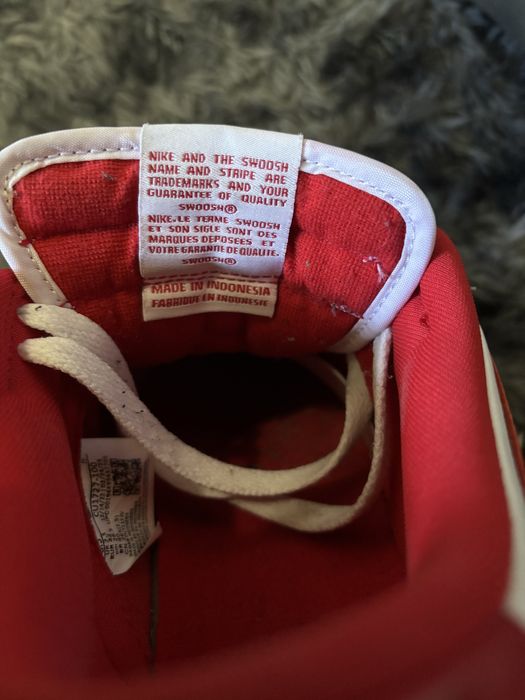 NIKE AND THE SWOOSH
NAME AND STRIPE ARE
TRADEMARKS AND YOUR
GUARANTEE OF QUALITY
SWOOSH®
NIKE.LE TERME SWOOSH
ET SON SIGLE SONT DES
MARQUES DEPOSEES ET
VOTRE GARANTIE DE QUALITE.
SWOOSH®
MADE IN INDONESIA
FABRIQUE EN INDONESIE
CU1727-100